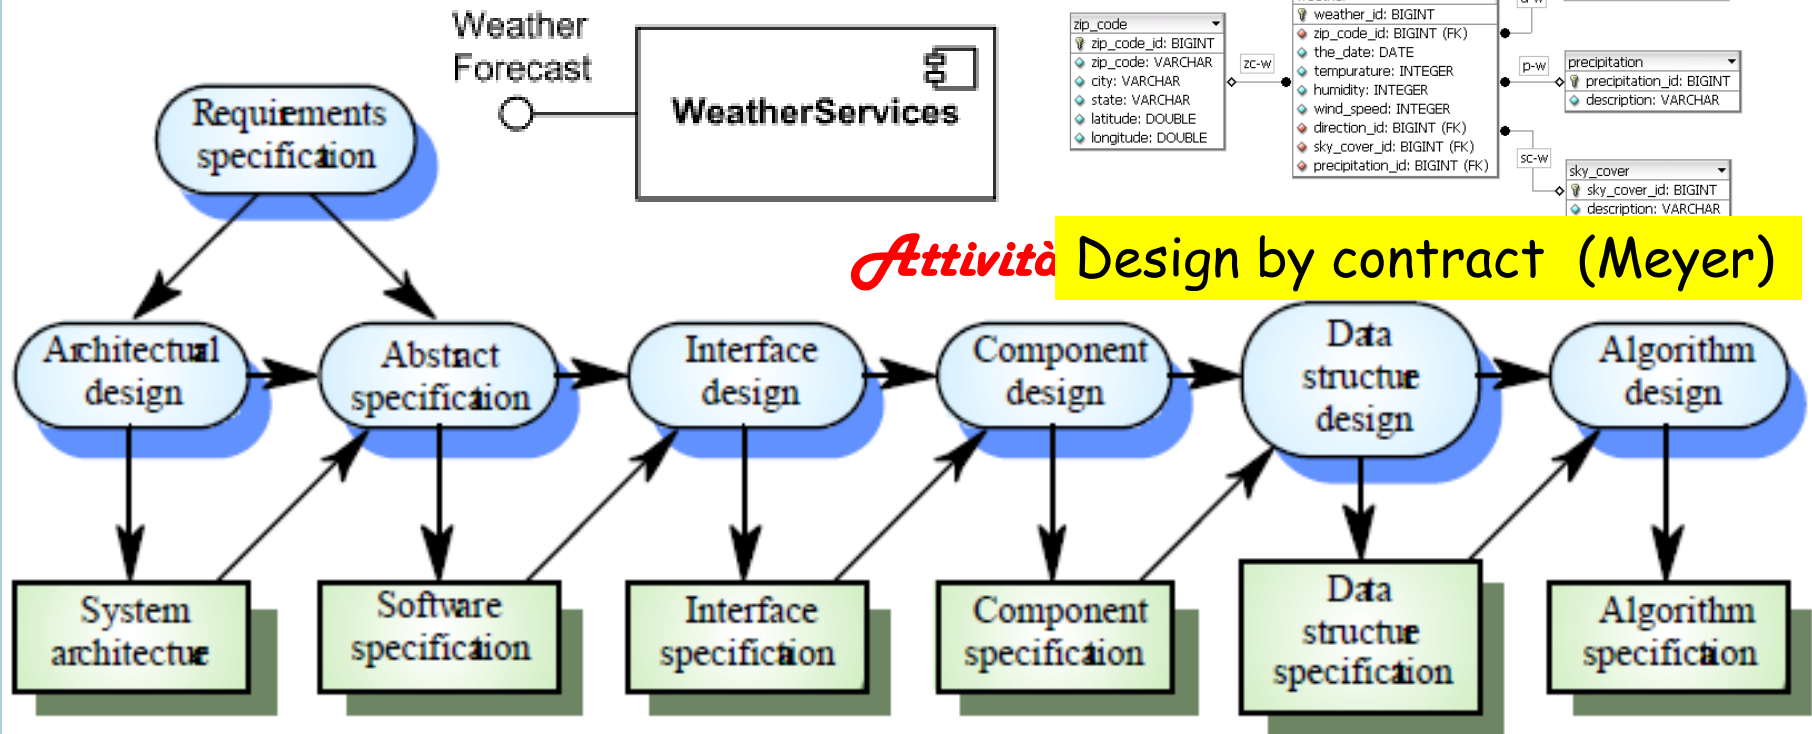 Weather
Forecast
WeatherServices
zip_code
zip_code_id: BIGINT
zip_code: VARCHAR
city: VARCHAR
state: VARCHAR
latitude: DOUBLE
longitude: DOUBLE
zc-w
weather_id: BIGINT
zip_code_id: BIGINT (FK)
the_date: DATE
tempurature: INTEGER
humidity: INTEGER
wind_speed: INTEGER
direction_id: BIGINT (FK)
sky_cover_id: BIGINT (FK)
precipitation_id: BIGINT (FK)
p-w
sc-w
precipitation
precipitation_id: BIGINT
description: VARCHAR
sky_cover
sky_cover_id: BIGINT
description: VARCHAR
Attività
Design by contract (Meyer)
Requirements
specification
Architectural
design
Abstract
specification
Interface
design
Component
design
Data
structure
design
Algorithm
design
System
architecture
Software
specification
Interface
specification
Component
specification
Data
structure
specification
Algorithm
specification